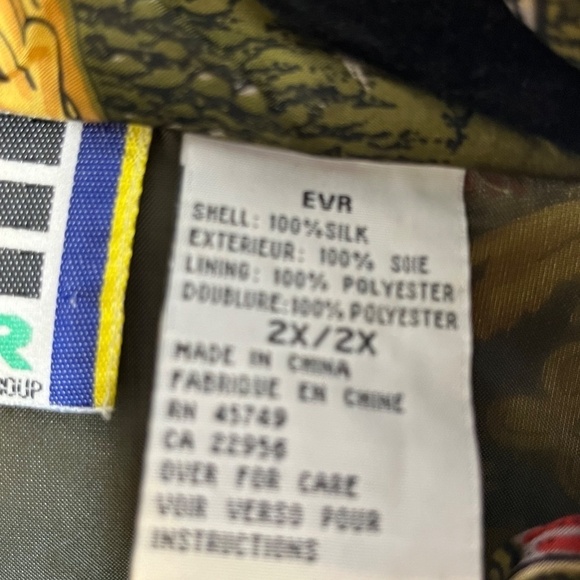 EVR
SHELL: 100% SILK
EXTERIEUR: 100% SOIE
LINING: 100% POLYESTER
DOUBLURE: 100% POLYESTER
2X/2X
MADE IN CHINA
FABRIQUE EN CHINE
RN 45749
CA 22956
OVER FOR CARE
VOIR VERSO POUR
INSTRUCTIONS
R
OUP